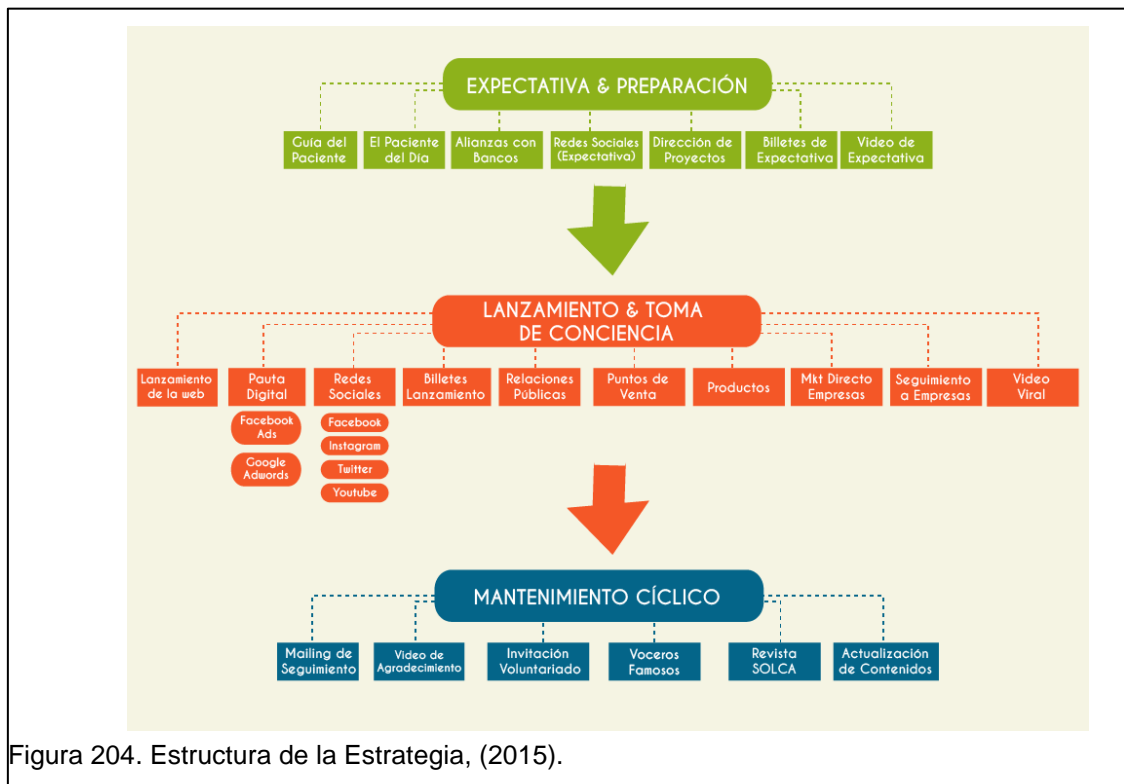 EXPECTATIVA & PREPARACIÓN
Guía del
Paciente
El Paciente
del Día
Alianzas con
Bancos
Redes Sociales
(Expectativa)
Dirección de
Proyectos
Billetes de
Expectativa
Video de
Expectativa
LANZAMIENTO & TOMA
DE CONCIENCIA
Lanzamiento
de la web
Pauta
Digital
Facebook
Ads
Google
Adwords
Redes
Sociales
Facebook
Instagram
Twitter
Youtube
Billetes
Lanzamiento
Relaciones
Públicas
Puntos de
Venta
Productos
Mkt Directo
Empresas
Seguimiento
a Empresas
Video
Viral
MANTENIMIENTO CÍCLICO
Mailing de
Seguimiento
Video de
Agradecimiento
Invitación
Voluntariado
Voceros
Famosos
Revista
SOLCA
Actualización
de Contenidos
Figura 204. Estructura de la Estrategia, (2015).